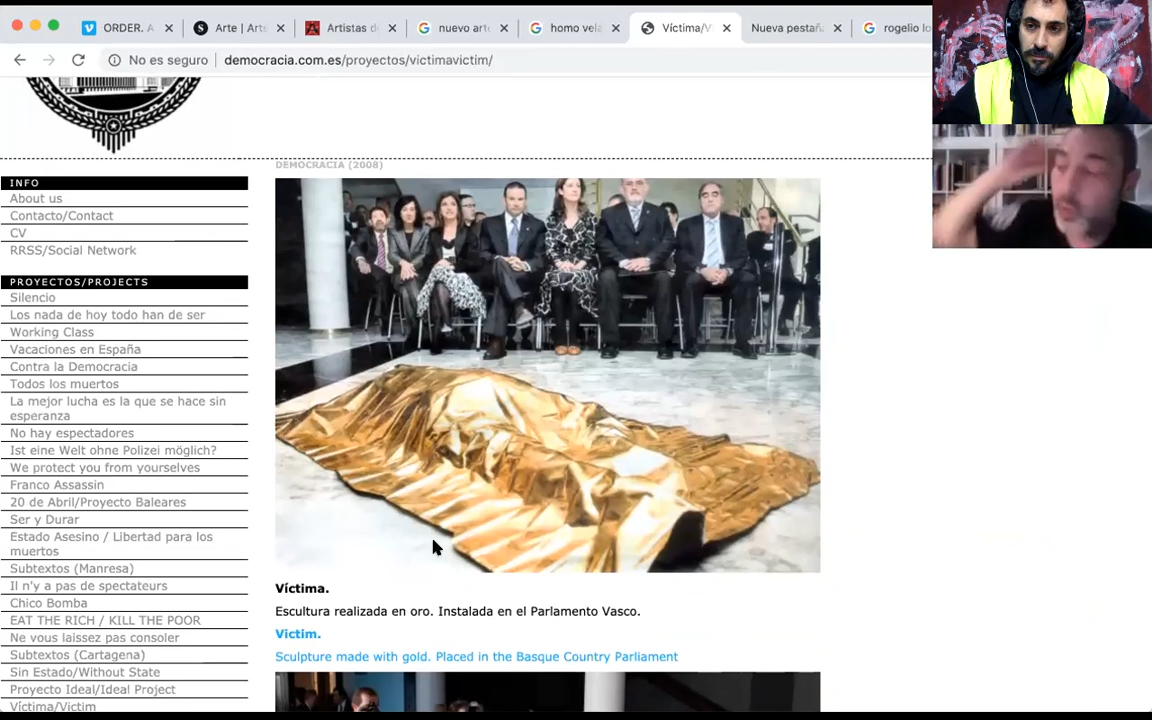 ORDER. A
Arte | Art
Artistas d
nuevo art
homo vela
Víctima/V
Nueva pestañ
rogelio lo
No es seguro
democracia.com.es/proyectos/victimavictim/
DEMOCRACIA (2008)
INFO
About us
Contacto/Contact
CV
RRSS/Social Network
PROYECTOS/PROJECTS
Silencio
Los nada de hoy todo han de ser
Working Class
Vacaciones en España
Contra la Democracia
Todos los muertos
La mejor lucha es la que se hace sin
esperanza
No hay espectadores
Ist eine Welt ohne Polizei möglich?
We protect you from yourselves
Franco Assassin
20 de Abril/Proyecto Baleares
Ser y Durar
Estado Asesino / Libertad para los
muertos
Subtextos (Manresa)
Il n'y a pas de spectateurs
Chico Bomba
EAT THE RICH / KILL THE POOR
Ne vous laissez pas consoler
Subtextos (Cartagena)
Sin Estado/Without State
Proyecto Ideal/Ideal Project
Víctima/Victim
Víctima.
Escultura realizada en oro. Instalada en el Parlamento Vasco.
Victim.
Sculpture made with gold. Placed in the Basque Country Parliament